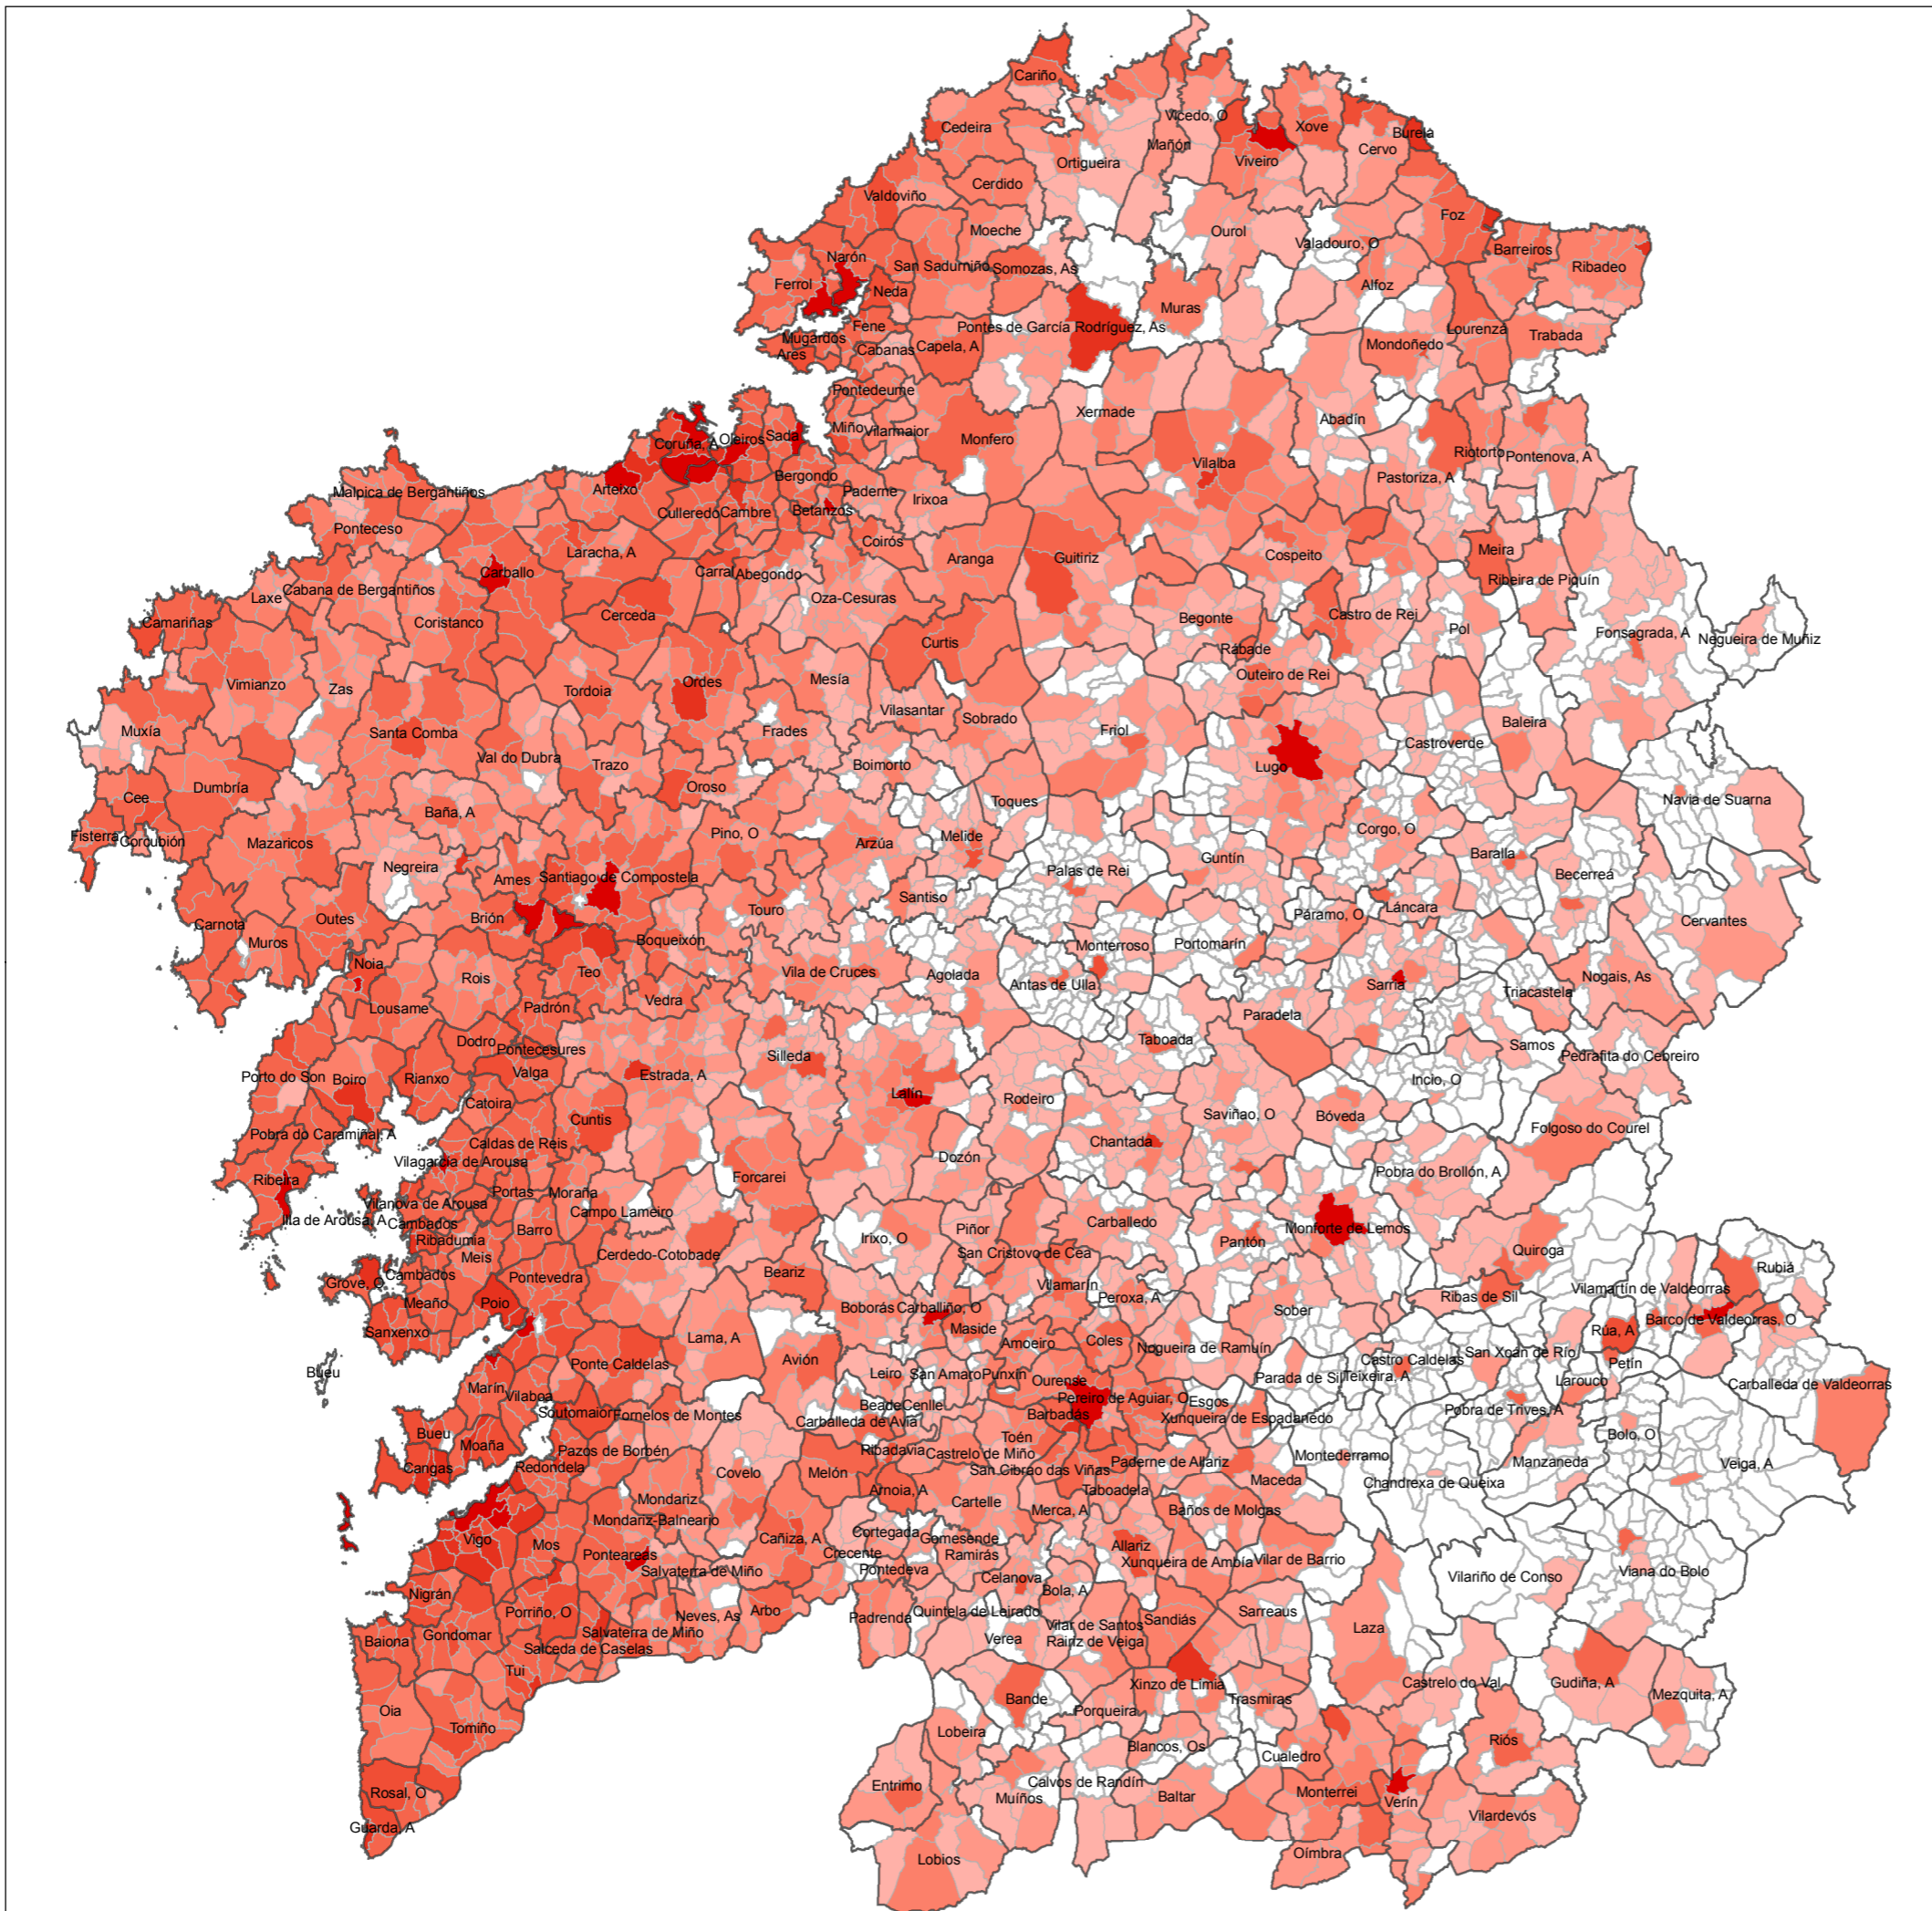 Cariño
Cedeira
Vicedo, O
Mañón
Xove
Burela
Cervo
Ortigueira
Viveiro
Cerdido
Valdoviño
Moeche
Foz
Ourol
Valadouro, O
Barreiros
Ribadeo
Narón
San Sadurniño
Somozas, As
Ferrol
Neda
Alfoz
Muras
Fene
Pontes de García Rodríguez, As
Lourenza
Trabada
Mugardos
Ares
Cabanas
Capela, A
Mondoñedo
Pontedeume
Xermade
Abadín
Miño
Vilarmaior
Monfero
Coruña, A
Oleiros
Sada
Riotorto
Pontenova, A
Vilalba
Bergondo
Pastoriza, A
Malpica de Bergantiños
Arteixo
Paderne
Irixoa
Ponteceso
Culleredo
Cambre
Betanzos
Coirós
Laracha, A
Aranga
Guitiriz
Cospeito
Meira
Carballo
Carral
Abegondo
Ribeira de Piquín
Laxe
Cabana de Bergantiños
Oza-Cesuras
Camariñas
Coristanco
Cerceda
Begonte
Castro de Rei
Pol
Fonsagrada, A
Negueira de Muñiz
Curtis
Rábade
Vimianzo
Zas
Tordoia
Ordes
Mesía
Outeiro de Rei
Muxía
Santa Comba
Frades
Vilasantar
Sobrado
Friol
Baleira
Castroverde
Val do Dubra
Trazo
Boimorto
Lugo
Cee
Dumbría
Oroso
Toques
Navia de Suarna
Baña, A
Fisterra
Corcubión
Mazaricos
Pino, O
Arzúa
Melide
Corgo, O
Negreira
Guntín
Baralla
Palas de Rei
Becerreá
Ames
Santiago de Compostela
Santiso
Carnota
Outes
Brión
Touro
Páramo, O
Láncara
Cervantes
Muros
Boqueixón
Monterroso
Portomarín
Noia
Rois
Teo
Vila de Cruces
Agolada
Antas de Ulla
Sarria
Triacastela
Nogais, As
Lousame
Padrón
Vedra
Paradela
Dodro
Pontecesures
Silleda
Taboada
Samos
Pedrafita do Cebreiro
Porto do Son
Boiro
Rianxo
Valga
Estrada, A
Lalín
Rodeiro
Incio, O
Catoira
Cuntis
Saviñao, O
Bóveda
Pobra do Caramiñal, A
Caldas de Reis
Chantada
Folgoso do Courel
Vilagarcía de Arousa
Dozón
Pobra do Brollón, A
Ribeira
Forcarei
Portas
Moraña
Vilanova de Arousa
Illa de Arousa, A
Cambados
Campo Lameiro
Barro
Piñor
Carballedo
Monforte de Lemos
Ribadumia
Meis
Irixo, O
Pantón
Cerdedo-Cotobade
San Cristovo de Cea
Quiroga
Grove, O
Cambados
Pontevedra
Beariz
Vilamarín
Rubiá
Peroxa, A
Vilamartín de Valdeorras
Meaño
Poio
Boborás
Carballiño, O
Sober
Ribas de Sil
Barco de Valdeorras, O
Sanxenxo
Maside
Rúa, A
Lama, A
Amoeiro
Coles
Nogueira de Ramuín
San Xoán de Río
Ponte Caldelas
Avión
Castro Caldelas
Petín
Bueu
Leiro
San Amaro
Punxín
Ourense
Parada de Sil
Teixeira, A
Larouco
Carballeda de Valdeorras
Marín
Vilaboa
Beade
Cenlle
Pereiro de Aguiar, O
Esgos
Soutomaior
Fornelos de Montes
Carballeda de Avia
Barbadás
Xunqueira de Espadanedo
Pobra de Trives, A
Bueu
Moaña
Pazos de Borbén
Ribadavia
Castrelo de Miño
Toén
Montederramo
Bolo, O
Cangas
Redondela
Covelo
Melón
San Cibrao das Viñas
Paderne de Allariz
Maceda
Chandrexa de Queixa
Manzaneda
Veiga, A
Mondariz
Arnoia, A
Cartelle
Taboadela
Merca, A
Baños de Molgas
Mondariz-Balneario
Cañiza, A
Cortegada
Gomesende
Vigo
Mos
Ponteareas
Crecente
Ramirás
Allariz
Xunqueira de Ambía
Vilar de Barrio
Salvaterra de Miño
Pontedeva
Celanova
Bola, A
Vilariño de Conso
Viana do Bolo
Nigrán
Porriño, O
Neves, As
Arbo
Padrenda
Quintela de Leirado
Sandiás
Sarreaus
Baiona
Gondomar
Salvaterra de Miño
Verea
Vilar de Santos
Rairiz de Veiga
Laza
Salceda de Caselas
Tui
Xinzo de Limia
Trasmiras
Castrelo do Val
Gudiña, A
Mezquita, A
Oia
Bande
Porqueira
Tomiño
Lobeira
Blancos, Os
Cualedro
Riós
Rosal, O
Entrimo
Muíños
Calvos de Randín
Baltar
Monterrei
Verín
Vilardevós
Guarda, A
Lobios
Oímbra